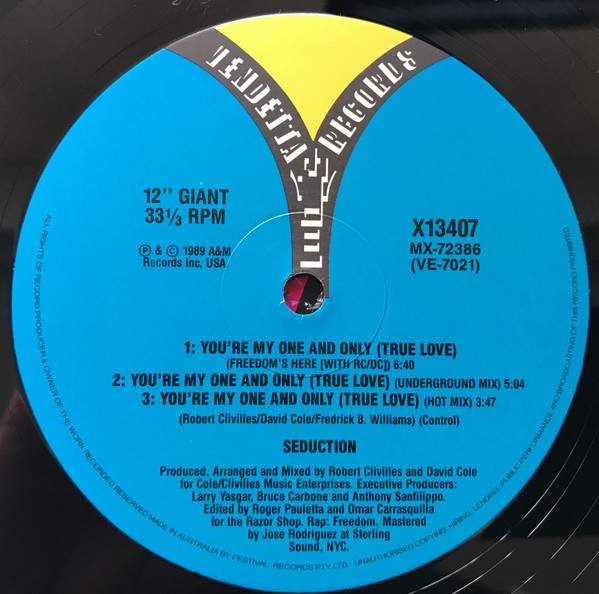 VENDETTA RECORDS
12’’ GIANT
33⅓ RPM
℗ & © 1989 A&M
Records Inc, USA
X13407
MX-72386
(VE-7021)
1: YOU'RE MY ONE AND ONLY (TRUE LOVE)
(FREEDOM'S HERE [WITH RC/DC]) 6:40
2: YOU'RE MY ONE AND ONLY (TRUE LOVE) (UNDERGROUND MIX) 5:04
3: YOU'RE MY ONE AND ONLY (TRUE LOVE) (HOT MIX) 3:47
(Robert Clivilles/David Cole/Fredrick B. Williams) (Control)
SEDUCTION
Produced, Arranged and Mixed by Robert Clivilles and David Cole
for Cole/Clivilles Music Enterprises. Executive Producers:
Larry Yasgar, Bruce Carbone and Anthony Sanfilippo.
Edited by Roger Pauletta and Omar Carrasquilla
for the Razor Shop. Rap: Freedom. Mastered
by Jose Rodriguez at Sterling
Sound, NYC.
ALL RIGHTS OF RECORD PRODUCER & OWNER OF THE WORK RECORDED RESERVED MADE IN AUSTRALIA BY FESTIVAL RECORDS PTY LTD. UNAUTHORISED COPYING, HIRING, LENDING, PUBLIC PERFORMANCE AND BROADCASTING OF THIS RECORD PROHIBITED